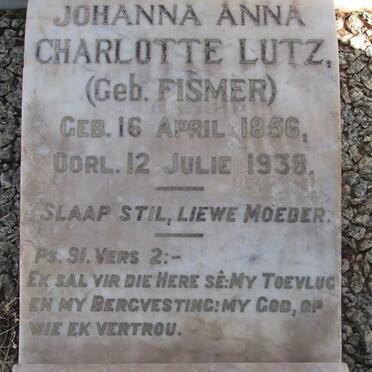 JOHANNA ANNA
CHARLOTTE LUTZ,
(GEB. FISMER)
GEB. 16 APRIL 1856,
OORL. 12 JULIE 1938.
SLAAP STIL, LIEWE MOEDER.
PS. 91. VERS 2:-
EK SAL VIR DIE HERE SÊ: MY TOEVLUG
EN MY BERGVESTING: MY GOD, OP
WIE EK VERTROU.